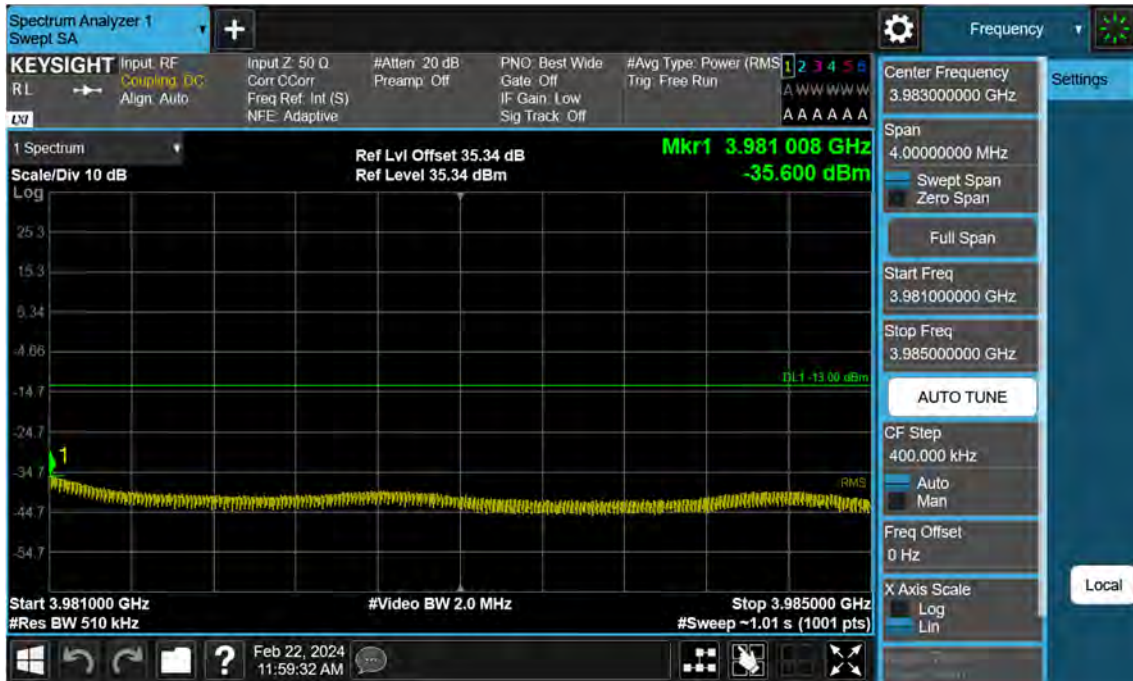 Spectrum Analyzer 1
Swept SA
+
Frequency
KEYSIGHT
RL
LXI
Input: RF
Coupling: DC
Align: Auto
Input Z: 50 Ω
Corr CCorr
Freq Ref: Int (S)
NFE: Adaptive
#Atten: 20 dB
Preamp: Off
PNO: Best Wide
Gate: Off
IF Gain: Low
Sig Track: Off
#Avg Type: Power (RMS
Trig: Free Run
1 2 3 4 5 6
A W W W W W
A A A A A A
1 Spectrum
Scale/Div 10 dB
Ref Lvl Offset 35.34 dB
Ref Level 35.34 dBm
Mkr1 3.981 008 GHz
-35.600 dBm
Log
25.3
15.3
5.34
-4.66
-14.7
-24.7
-34.7
-44.7
-54.7
DL1 -13.00 dBm
1
RMS
Start 3.981000 GHz
#Video BW 2.0 MHz
Stop 3.985000 GHz
#Res BW 510 kHz
#Sweep ~1.01 s (1001 pts)
Center Frequency
3.983000000 GHz
Settings
Span
4.00000000 MHz
Swept Span
Zero Span
Full Span
Start Freq
3.981000000 GHz
Stop Freq
3.985000000 GHz
AUTO TUNE
CF Step
400.000 kHz
Auto
Man
Freq Offset
0 Hz
X Axis Scale
Log
Lin
Local
?
Feb 22, 2024
11:59:32 AM